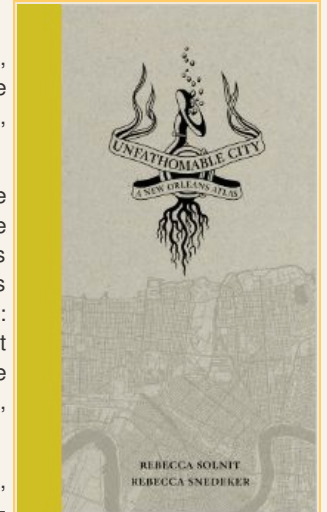 UNFATHOMABLE CITY
A NEW ORLEANS ATLAS
REBECCA SOLNIT
REBECCA SNEDEKER